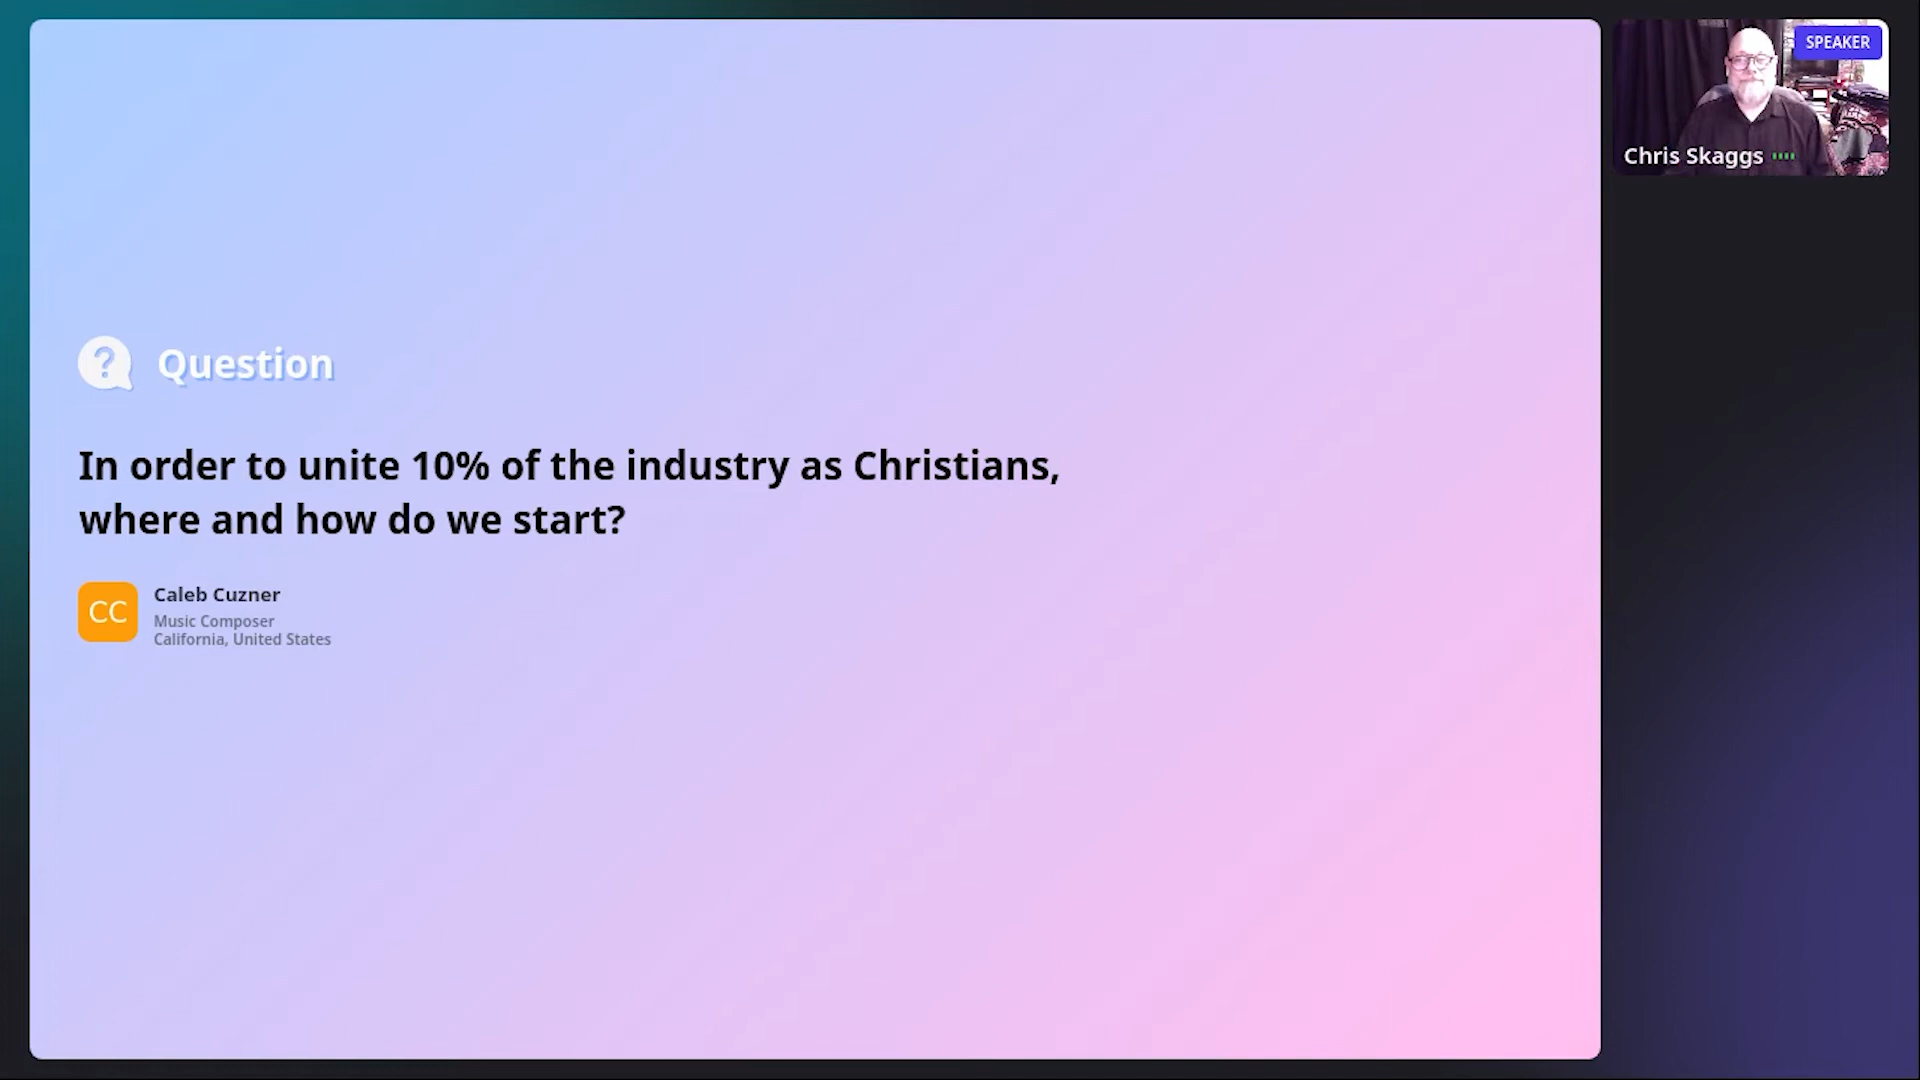 Question
In order to unite 10% of the industry as Christians,
where and how do we start?
CC
Caleb Cuzner
Music Composer
California, United States
SPEAKER
Chris Skaggs